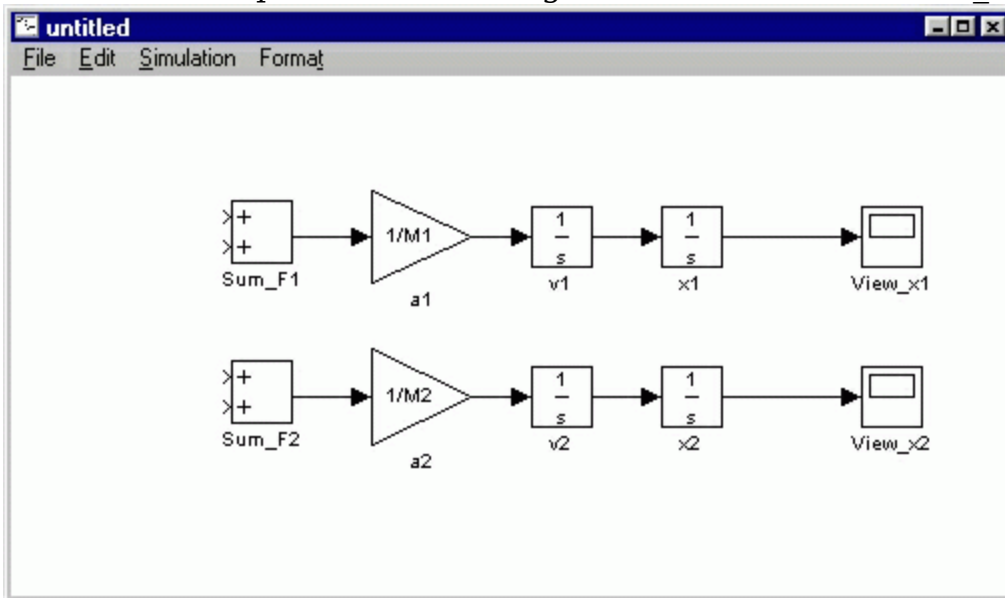 untitled
File Edit Simulation Format
+
+
Sum_F1
1/M1
a1
1
s
v1
1
s
x1
View_x1
+
+
Sum_F2
1/M2
a2
1
s
v2
1
s
x2
View_x2